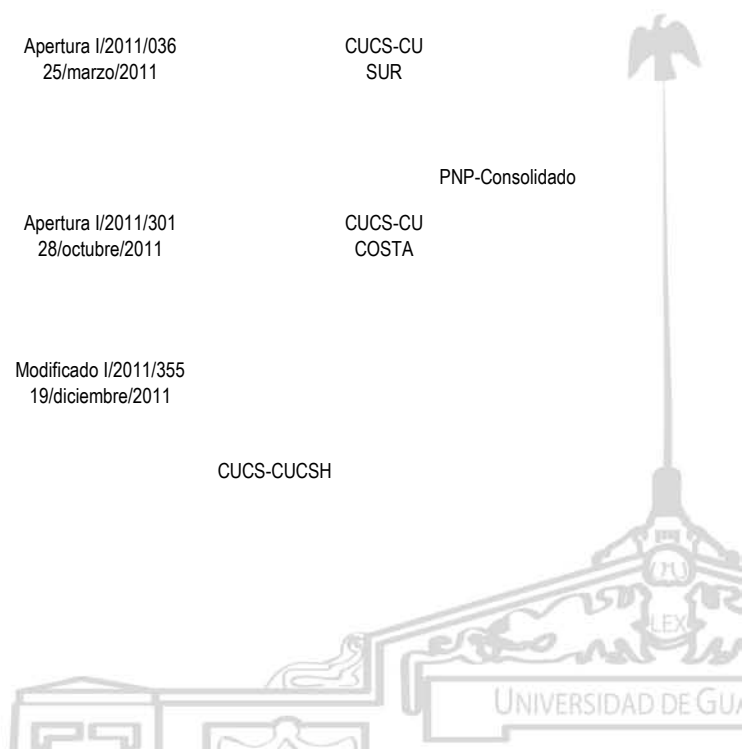 Apertura I/2011/036
25/marzo/2011
CUCS-CU
SUR
PNP-Consolidado
Apertura I/2011/301
28/octubre/2011
CUCS-CU
COSTA
Modificado I/2011/355
19/diciembre/2011
CUCS-CUCSH
LEX
UNIVERSIDAD DE GUA